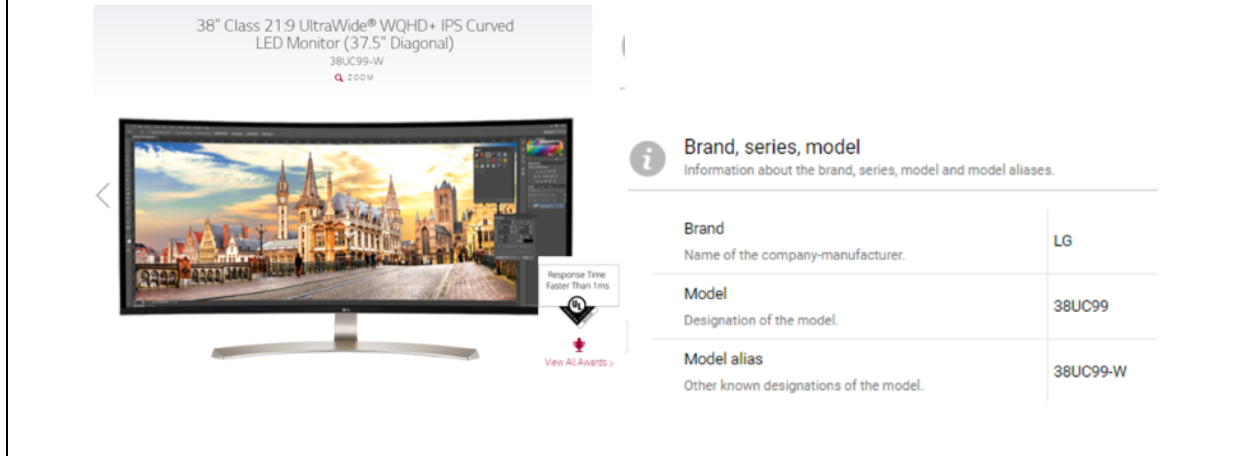 38" Class 21:9 UltraWide® WQHD+ IPS Curved
LED Monitor (37.5" Diagonal)
38UC99-W
ZOOM
Response Time
Faster Than 1ms
UL
View All Awards >
Brand, series, model
Information about the brand, series, model and model aliases.
Brand
Name of the company-manufacturer.
LG
Model
Designation of the model.
38UC99
Model alias
Other known designations of the model.
38UC99-W